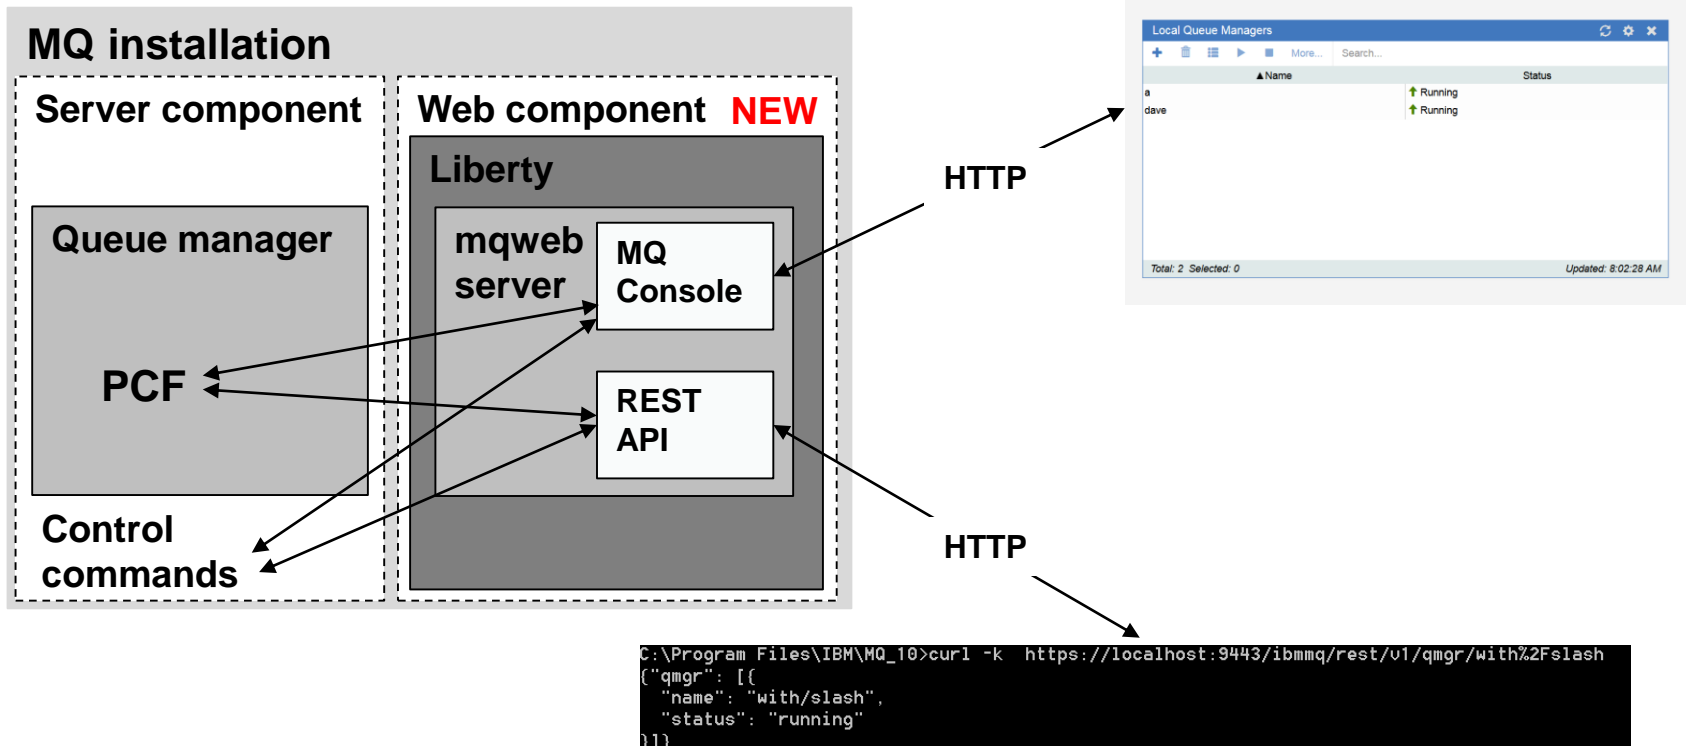 MQ installation
Server component
Web component NEW
Liberty
Queue manager
mqweb
server
MQ
Console
PCF
REST
API
Control
commands
HTTP
HTTP
Local Queue Managers
More... Search...
▲Name Status
a Running
dave Running
Total: 2 Selected: 0 Updated: 8:02:28 AM
C:\Program Files\IBM\MQ_10>curl -k  https://localhost:9443/ibmmq/rest/v1/qmgr/with%2Fslash
{"qmgr": [{
  "name": "with/slash",
  "status": "running"
}]}